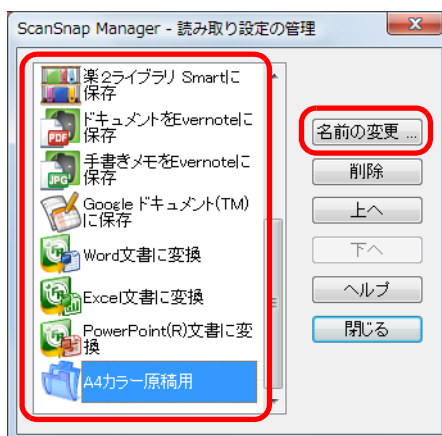 ScanSnap Manager - 読み取り設定の管理
楽2ライブラリ Smartに
保存
ドキュメントをEvernoteに
保存
手書きメモをEvernoteに
保存
Google ドキュメント(TM)
に保存
Word文書に変換
Excel文書に変換
PowerPoint(R)文書に変
換
A4カラー原稿用
名前の変更 ...
削除
上へ
下へ
ヘルプ
閉じる
PDF
JPG